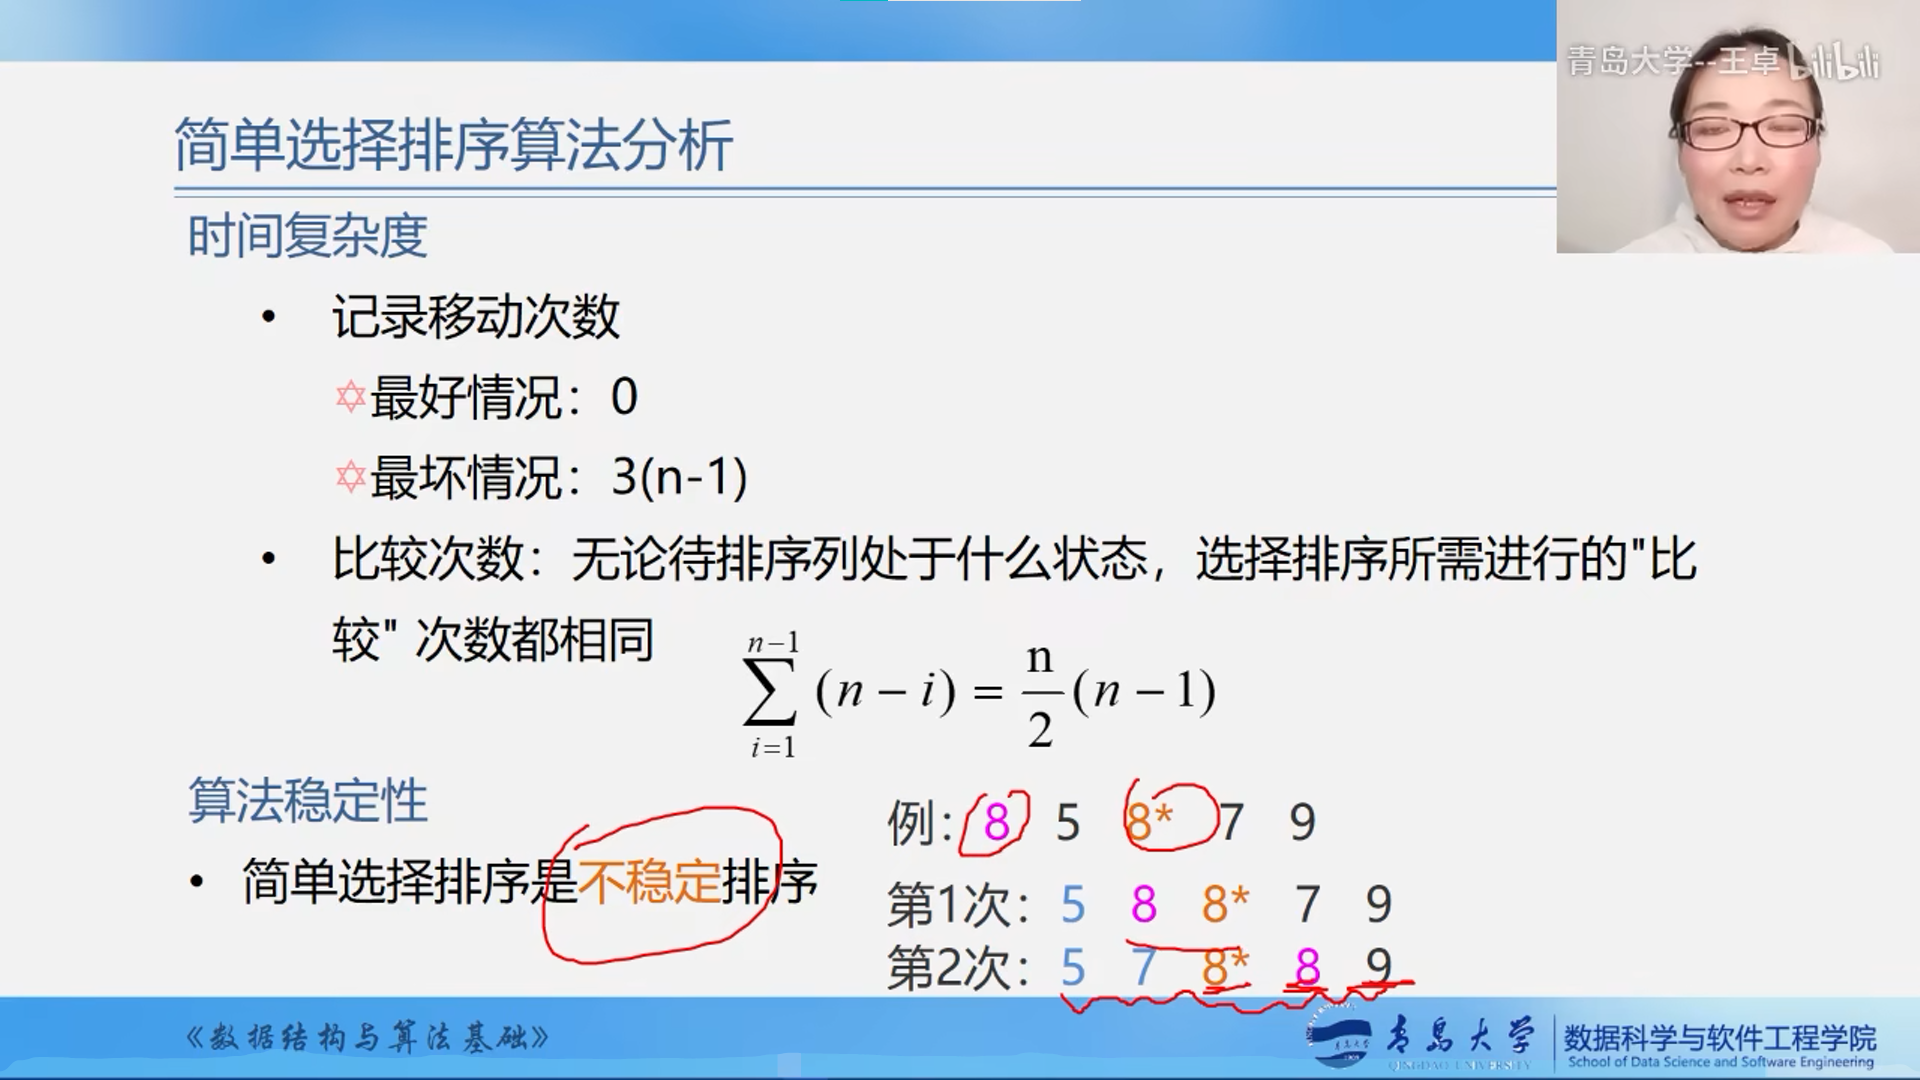 青岛大学--王卓 bilibili
简单选择排序算法分析
时间复杂度
• 记录移动次数
✡最好情况：0
✡最坏情况：3(n-1)
• 比较次数：无论待排序列处于什么状态，选择排序所需进行的"比
较" 次数都相同
\sum_{i=1}^{n-1}(n-i)=\frac{n}{2}(n-1)
算法稳定性
• 简单选择排序是不稳定排序
例：8 5 8* 7 9
第1次：5 8 8* 7 9
第2次：5 7 8* 8 9
《数据结构与算法基础》
青岛大学
QINGDAO UNIVERSITY
数据科学与软件工程学院
School of Data Science and Software Engineering